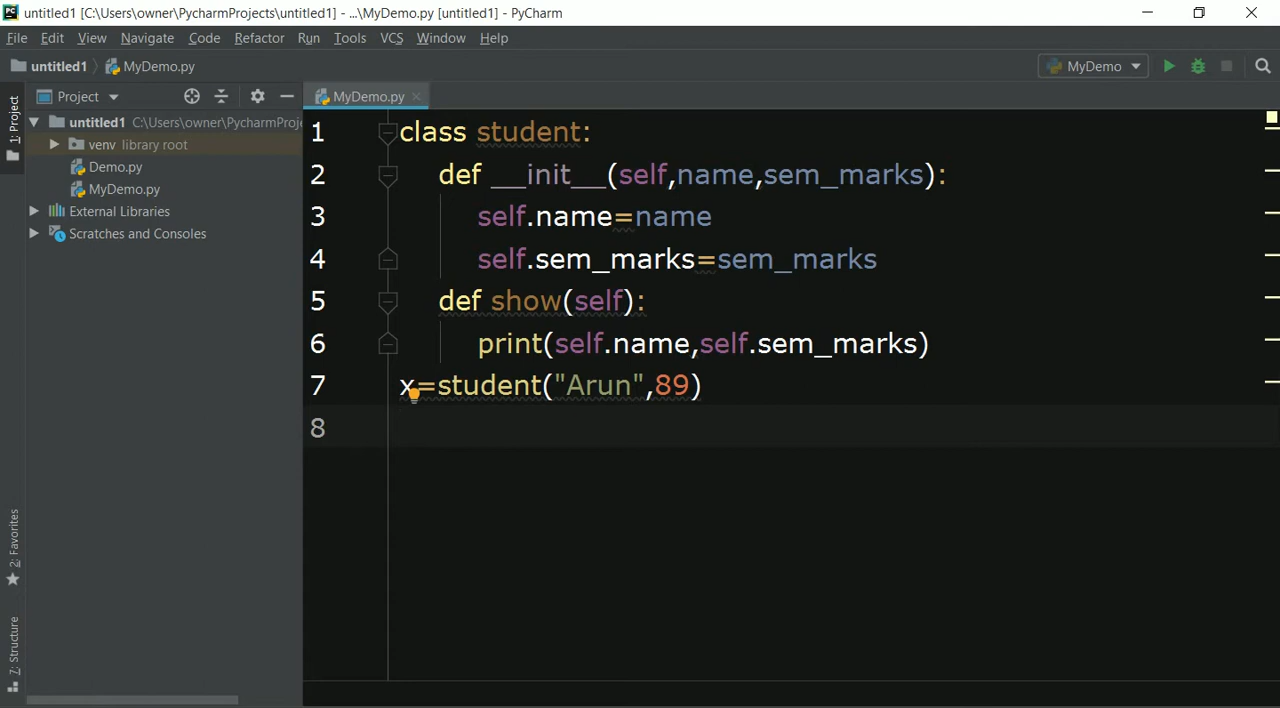 untitled1 [C:\Users\owner\PycharmProjects\untitled1] - ...\MyDemo.py [untitled1] - PyCharm
File Edit View Navigate Code Refactor Run Tools VCS Window Help
untitled1 MyDemo.py MyDemo
1: Project
Project
MyDemo.py
untitled1 C:\Users\owner\PycharmProje
venv library root
Demo.py
MyDemo.py
External Libraries
Scratches and Consoles
2: Favorites
7: Structure
1 class student:
2 def __init__(self,name,sem_marks):
3 self.name=name
4 self.sem_marks=sem_marks
5 def show(self):
6 print(self.name,self.sem_marks)
7 x=student("Arun",89)
8